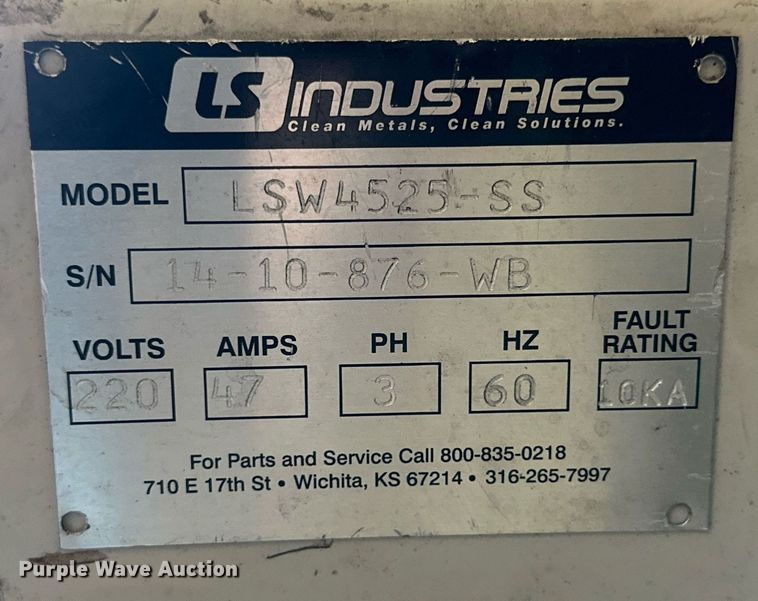 LS INDUSTRIES
Clean Metals, Clean Solutions.
MODEL LSW4525-SS
S/N 14-10-876-WB
VOLTS AMPS PH HZ FAULT RATING
220 47 3 60 10KA
For Parts and Service Call 800-835-0218
710 E 17th St • Wichita, KS 67214 • 316-265-7997
Purple Wave Auction